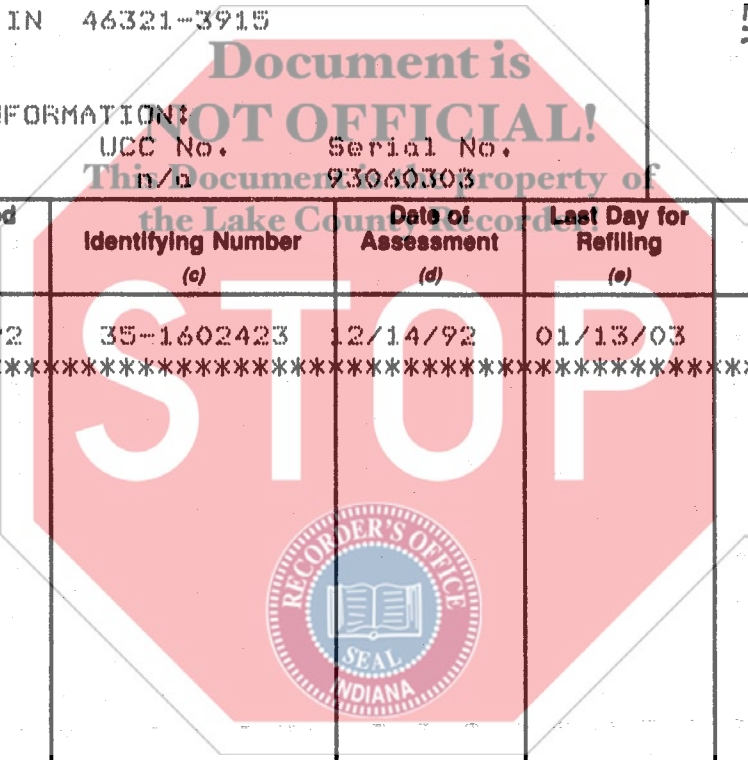 IN 46321-3915
Document is
NFORMATION:
NOT OFFICIAL!
UCC No. Serial No.
This Document is the property of
n/a 93060303
the Lake County Recorder!
Identifying Number
(c)
Date of
Assessment
(d)
Last Day for
Refiling
(e)
35-1602423 12/14/92 01/13/03
****************************************
STOP
RECORDER'S OFFICE
SEAL
INDIANA